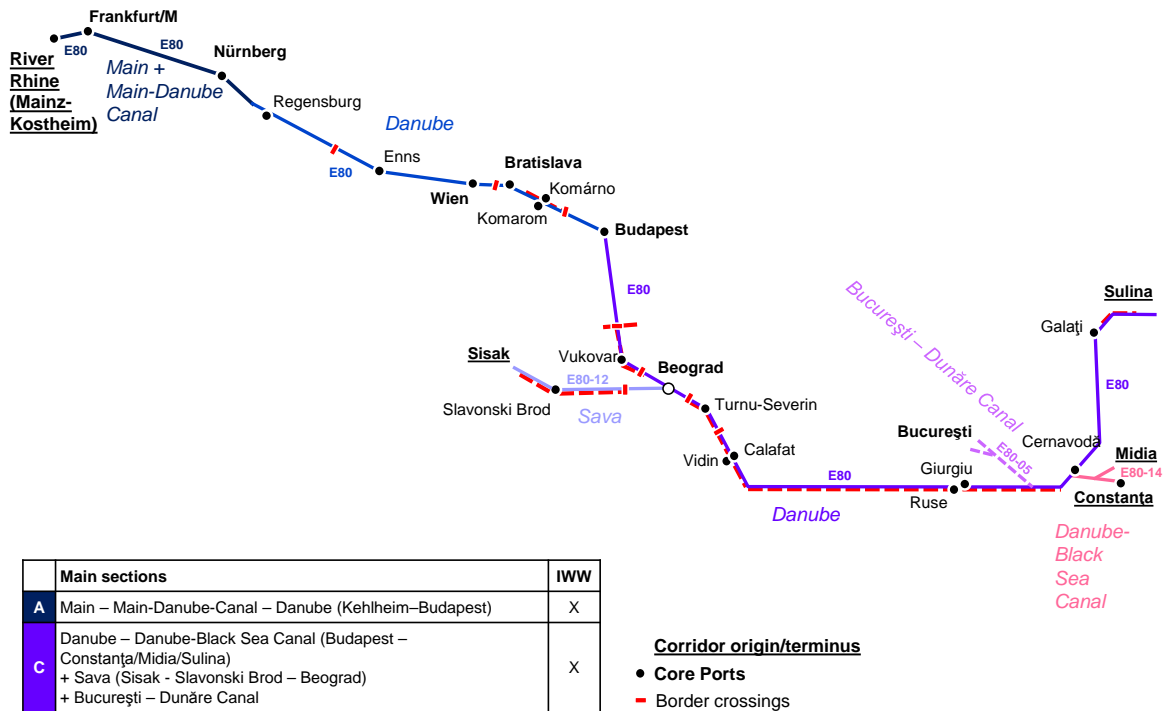 Frankfurt/M
E80
E80
River
Rhine
(Mainz-
Kostheim)
Main +
Main-Danube
Canal
Nürnberg
Regensburg
Danube
E80
Enns
Wien
Bratislava
Komárno
Komarom
Budapest
E80
Sisak
Vukovar
E80-12
Slavonski Brod
Sava
Beograd
Turnu-Severin
Vidin
Calafat
E80
Danube
Bucureşti – Dunăre Canal
Bucureşti
E80-05
Giurgiu
Ruse
Sulina
Galaţi
E80
Cernavodă
Midia
E80-14
Constanţa
Danube-
Black
Sea
Canal
Main sections IWW
A Main – Main-Danube-Canal – Danube (Kehlheim–Budapest) X
C Danube – Danube-Black Sea Canal (Budapest –
Constanţa/Midia/Sulina)
+ Sava (Sisak - Slavonski Brod – Beograd)
+ Bucureşti – Dunăre Canal
X
Corridor origin/terminus
Core Ports
Border crossings